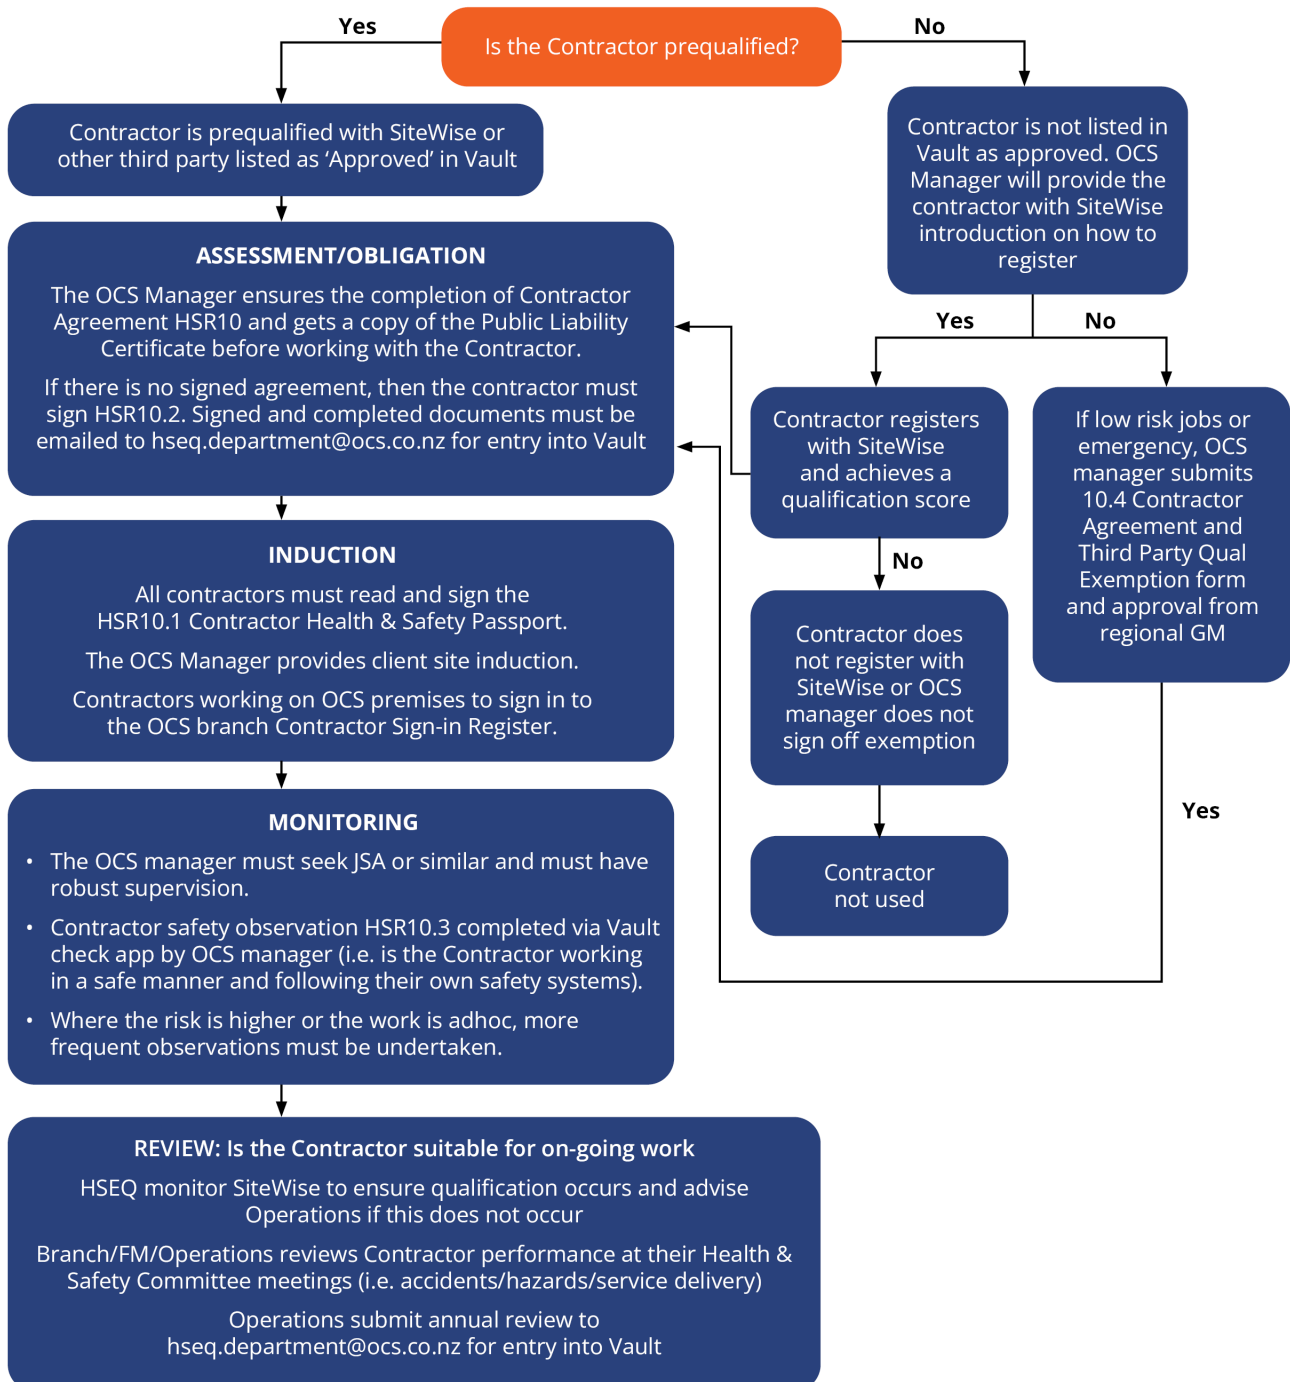 Is the Contractor prequalified?
Yes
No
Contractor is prequalified with SiteWise or
other third party listed as ‘Approved’ in Vault
Contractor is not listed in
Vault as approved. OCS
Manager will provide the
contractor with SiteWise
introduction on how to
register
ASSESSMENT/OBLIGATION
The OCS Manager ensures the completion of Contractor
Agreement HSR10 and gets a copy of the Public Liability
Certificate before working with the Contractor.
If there is no signed agreement, then the contractor must
sign HSR10.2. Signed and completed documents must be
emailed to hseq.department@ocs.co.nz for entry into Vault
Yes
No
Contractor registers
with SiteWise
and achieves a
qualification score
If low risk jobs or
emergency, OCS
manager submits
10.4 Contractor
Agreement and
Third Party Qual
Exemption form
and approval from
regional GM
No
Contractor does
not register with
SiteWise or OCS
manager does not
sign off exemption
Contractor
not used
Yes
INDUCTION
All contractors must read and sign the
HSR10.1 Contractor Health & Safety Passport.
The OCS Manager provides client site induction.
Contractors working on OCS premises to sign in to
the OCS branch Contractor Sign-in Register.
MONITORING
• The OCS manager must seek JSA or similar and must have
robust supervision.
• Contractor safety observation HSR10.3 completed via Vault
check app by OCS manager (i.e. is the Contractor working
in a safe manner and following their own safety systems).
• Where the risk is higher or the work is adhoc, more
frequent observations must be undertaken.
REVIEW: Is the Contractor suitable for on-going work
HSEQ monitor SiteWise to ensure qualification occurs and advise
Operations if this does not occur
Branch/FM/Operations reviews Contractor performance at their Health &
Safety Committee meetings (i.e. accidents/hazards/service delivery)
Operations submit annual review to
hseq.department@ocs.co.nz for entry into Vault